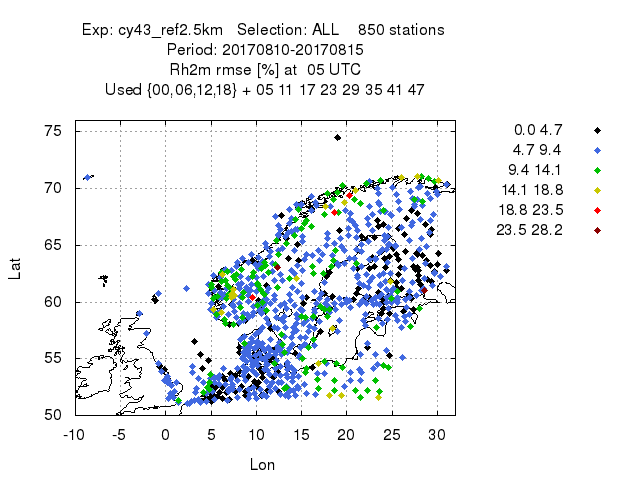 Exp: cy43_ref2.5km   Selection: ALL    850 stations
Period: 20170810-20170815
Rh2m rmse [%] at  05 UTC
Used {00,06,12,18} + 05 11 17 23 29 35 41 47
0.0 4.7
4.7 9.4
9.4 14.1
14.1 18.8
18.8 23.5
23.5 28.2
75
70
65
60
55
50
Lat
-10 -5 0 5 10 15 20 25 30
Lon